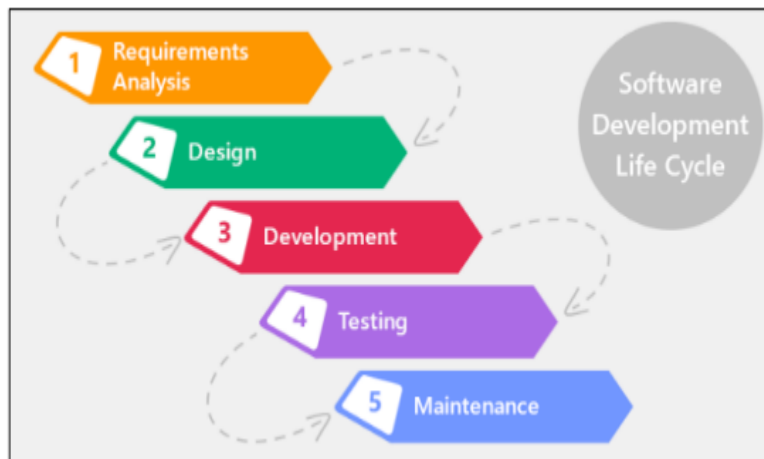 1
Requirements
Analysis
2
Design
3
Development
4
Testing
5
Maintenance
Software
Development
Life Cycle